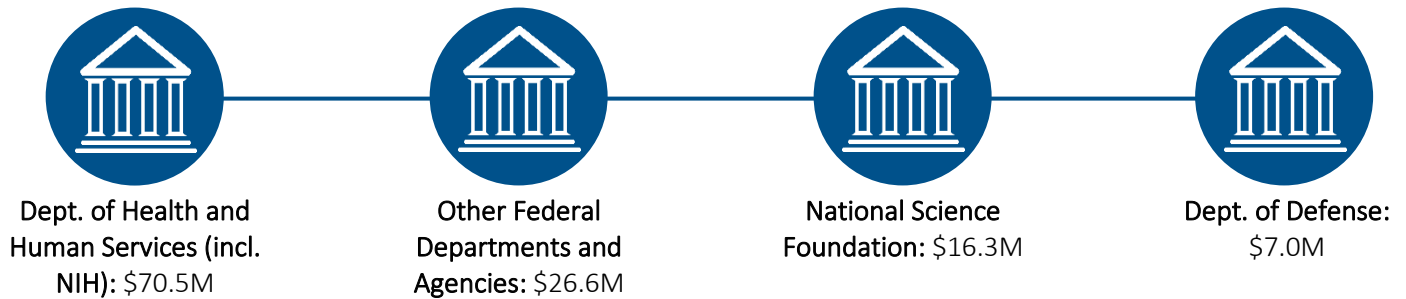 Dept. of Health and
Human Services (incl.
NIH): $70.5M
Other Federal
Departments and
Agencies: $26.6M
National Science
Foundation: $16.3M
Dept. of Defense:
$7.0M